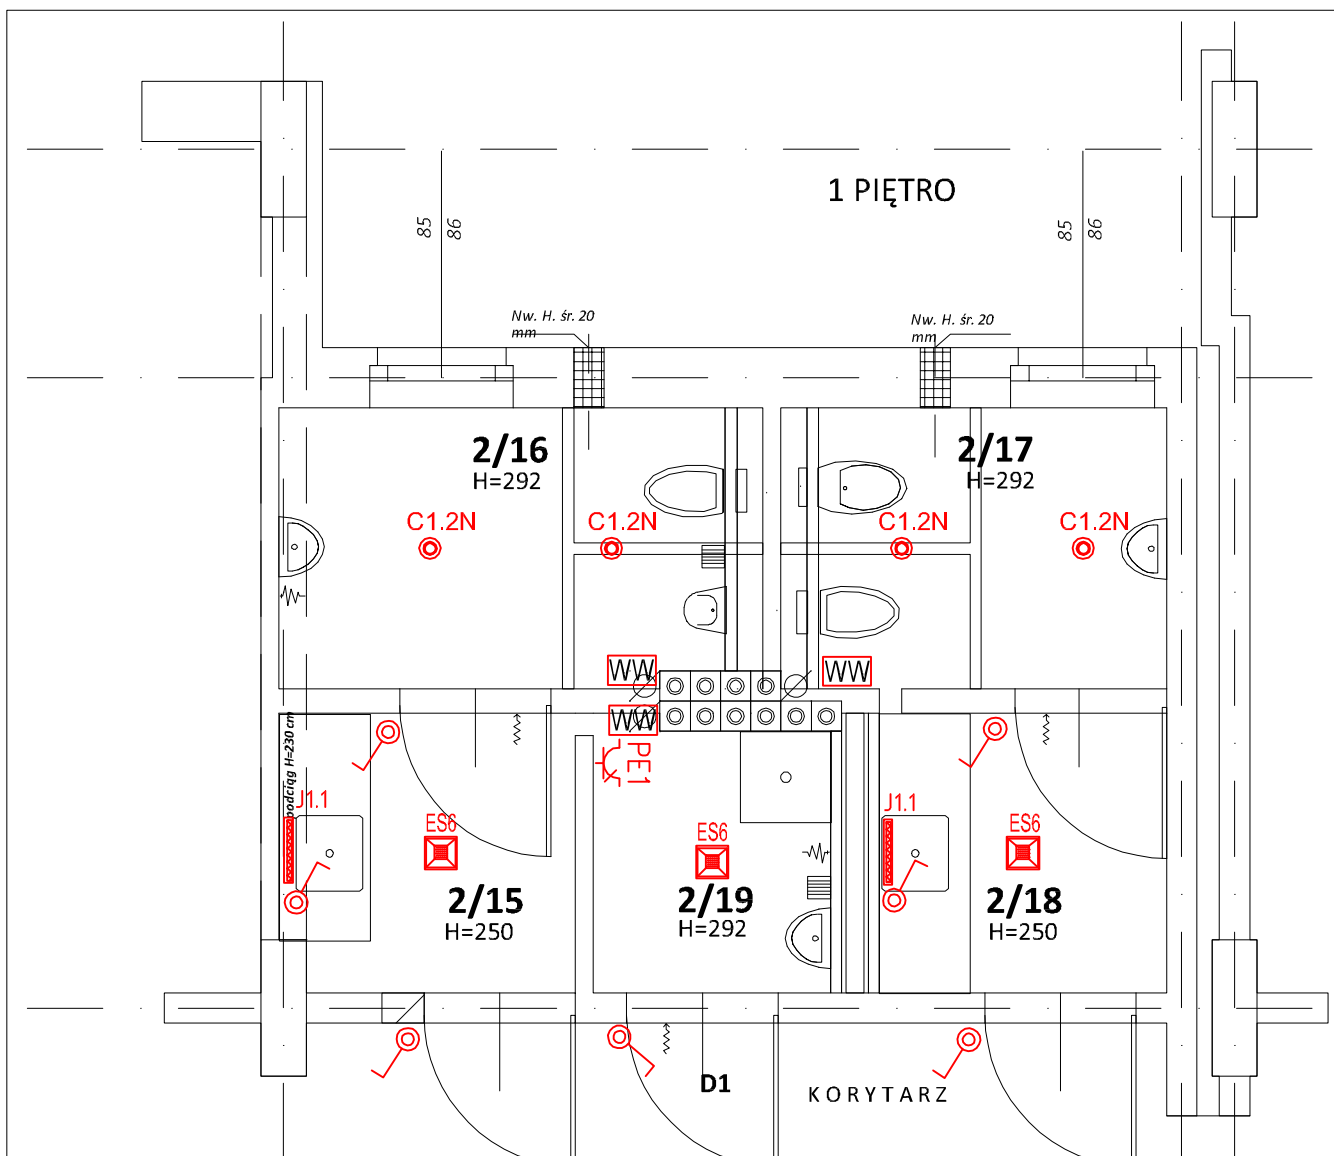 1 PIĘTRO
85
86
85
86
Nw. H. śr. 20
mm
Nw. H. śr. 20
mm
2/16
H=292
2/17
H=292
C1.2N
C1.2N
C1.2N
C1.2N
WW
WW
WW
PE1
podciąg H=230 cm
J1.1
J1.1
ES6
ES6
ES6
2/15
H=250
2/19
H=292
2/18
H=250
D1
KORYTARZ